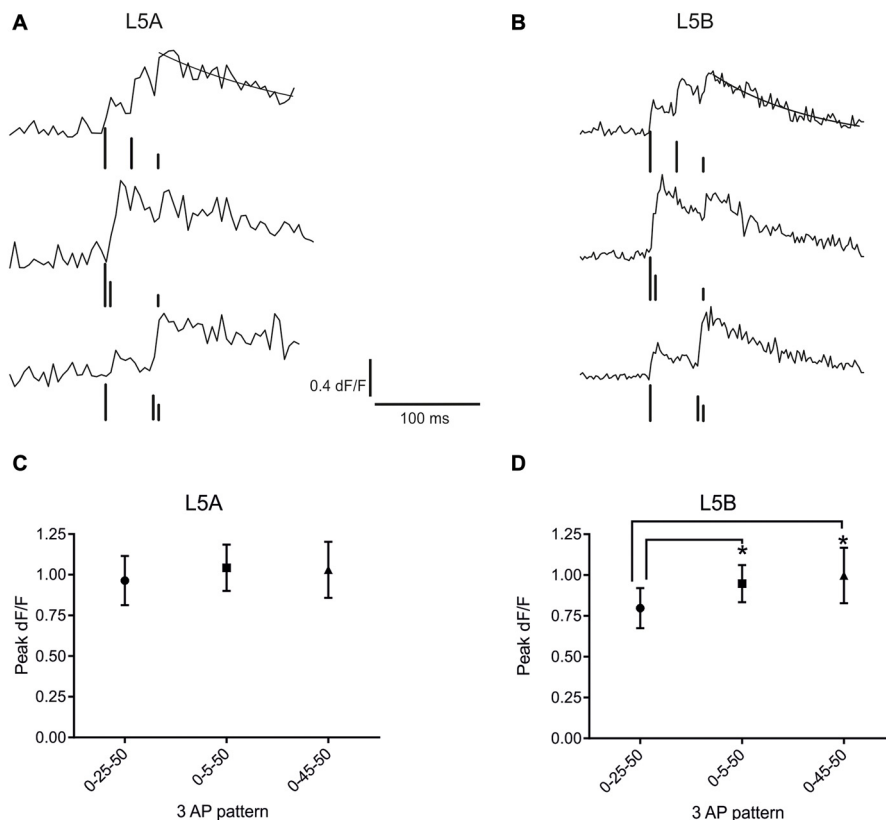 A
L5A
B
L5B
0.4 dF/F
100 ms
C
L5A
1.25
1.00
0.75
0.50
0.25
0.00
Peak dF/F
0-25-50
0-5-50
0-45-50
3 AP pattern
D
L5B
*
*
1.25
1.00
0.75
0.50
0.25
0.00
Peak dF/F
0-25-50
0-5-50
0-45-50
3 AP pattern